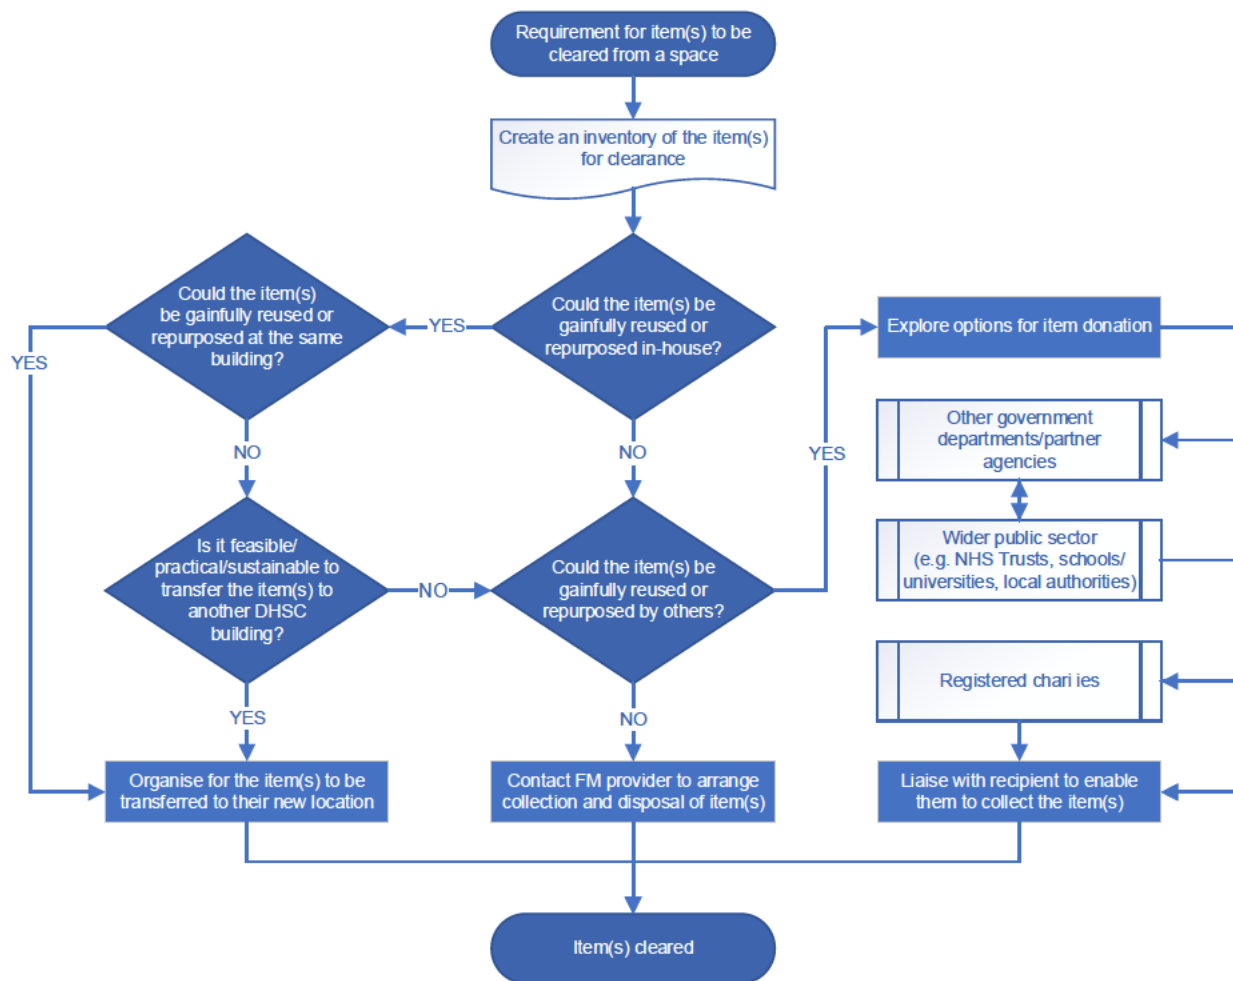 Requirement for item(s) to be
cleared from a space
Create an inventory of the item(s)
for clearance
Could the item(s)
be gainfully reused or
repurposed at the same
building?
YES
Could the item(s) be
gainfully reused or
repurposed in-house?
Explore options for item donation
YES
NO
NO
YES
Other government
departments/partner
agencies
Is it feasible/
practical/sustainable to
transfer the item(s) to
another DHSC
building?
NO
Could the item(s) be
gainfully reused or
repurposed by others?
Wider public sector
(e.g. NHS Trusts, schools/
universities, local authorities)
Registered chari ies
YES
NO
Organise for the item(s) to be
transferred to their new location
Contact FM provider to arrange
collection and disposal of item(s)
Liaise with recipient to enable
them to collect the item(s)
Item(s) cleared